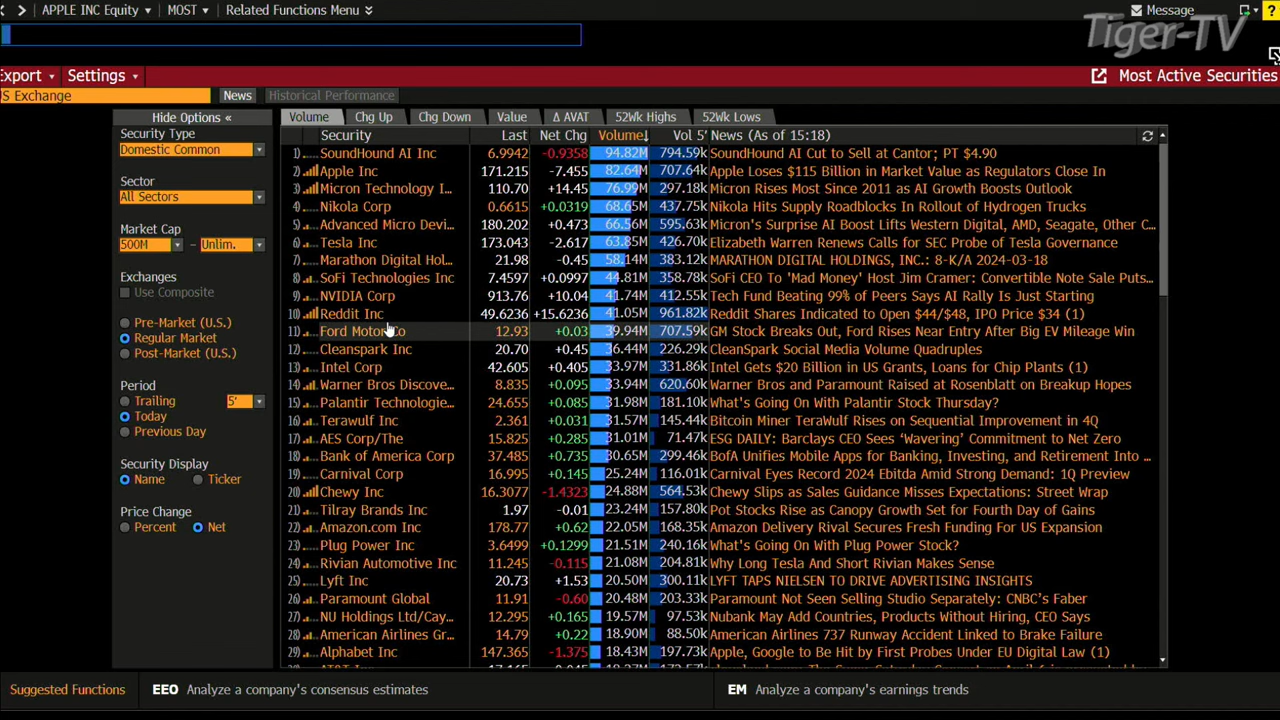 APPLE INC Equity MOST Related Functions Menu Message ?
Tiger-TV
Export Settings Most Active Securities
US Exchange News Historical Performance
Hide Options «
Security Type
Domestic Common
Sector
All Sectors
Market Cap
500M – Unlim.
Exchanges
Use Composite
Pre-Market (U.S.)
Regular Market
Post-Market (U.S.)
Period
Trailing 5'
Today
Previous Day
Security Display
Name Ticker
Price Change
Percent Net
Volume Chg Up Chg Down Value Δ AVAT 52Wk Highs 52Wk Lows
Security Last Net Chg Volume↓ Vol 5' News (As of 15:18)
1) SoundHound AI Inc 6.9942 -0.9358 94.82M 794.59k SoundHound AI Cut to Sell at Cantor; PT $4.90
2) Apple Inc 171.215 -7.455 82.64M 707.64k Apple Loses $115 Billion in Market Value as Regulators Close In
3) Micron Technology I... 110.70 +14.45 76.99M 297.18k Micron Rises Most Since 2011 as AI Growth Boosts Outlook
4) Nikola Corp 0.6615 +0.0319 68.65M 437.75k Nikola Hits Supply Roadblocks In Rollout of Hydrogen Trucks
5) Advanced Micro Devi... 180.202 +0.473 66.56M 595.63k Micron's Surprise AI Boost Lifts Western Digital, AMD, Seagate, Other C...
6) Tesla Inc 173.043 -2.617 63.85M 426.70k Elizabeth Warren Renews Calls for SEC Probe of Tesla Governance
7) Marathon Digital Hol... 21.98 -0.45 58.14M 383.12k MARATHON DIGITAL HOLDINGS, INC.: 8-K/A 2024-03-18
8) SoFi Technologies Inc 7.4597 +0.0997 44.81M 358.78k SoFi CEO To 'Mad Money' Host Jim Cramer: Convertible Note Sale Puts...
9) NVIDIA Corp 913.76 +10.04 41.74M 412.55k Tech Fund Beating 99% of Peers Says AI Rally Is Just Starting
10) Reddit Inc 49.6236 +15.6236 41.05M 961.82k Reddit Shares Indicated to Open $44/$48, IPO Price $34 (1)
11) Ford Motor Co 12.93 +0.03 39.94M 707.59k GM Stock Breaks Out, Ford Rises Near Entry After Big EV Mileage Win
12) Cleanspark Inc 20.70 +0.45 36.44M 226.29k CleanSpark Social Media Volume Quadruples
13) Intel Corp 42.605 +0.405 33.97M 331.86k Intel Gets $20 Billion in US Grants, Loans for Chip Plants (1)
14) Warner Bros Discove... 8.835 +0.095 33.94M 620.60k Warner Bros and Paramount Raised at Rosenblatt on Breakup Hopes
15) Palantir Technologie... 24.655 +0.085 31.98M 181.10k What's Going On With Palantir Stock Thursday?
16) Terawulf Inc 2.361 +0.031 31.57M 145.44k Bitcoin Miner TeraWulf Rises on Sequential Improvement in 4Q
17) AES Corp/The 15.825 +0.285 31.01M 71.47k ESG DAILY: Barclays CEO Sees ‘Wavering’ Commitment to Net Zero
18) Bank of America Corp 37.485 +0.735 30.65M 299.46k BofA Unifies Mobile Apps for Banking, Investing, and Retirement Into ...
19) Carnival Corp 16.995 +0.145 25.24M 116.01k Carnival Eyes Record 2024 Ebitda Amid Strong Demand: 1Q Preview
20) Chewy Inc 16.3077 -1.4323 24.88M 564.53k Chewy Slips as Sales Guidance Misses Expectations: Street Wrap
21) Tilray Brands Inc 1.97 -0.01 23.24M 157.80k Pot Stocks Rise as Canopy Growth Set for Fourth Day of Gains
22) Amazon.com Inc 178.77 +0.62 22.05M 168.35k Amazon Delivery Rival Secures Fresh Funding For US Expansion
23) Plug Power Inc 3.6499 +0.1299 21.51M 240.16k What's Going On With Plug Power Stock?
24) Rivian Automotive Inc 11.245 -0.115 21.08M 204.81k Why Long Tesla And Short Rivian Makes Sense
25) Lyft Inc 20.73 +1.53 20.50M 300.11k LYFT TAPS NIELSEN TO DRIVE ADVERTISING INSIGHTS
26) Paramount Global 11.91 -0.60 20.48M 203.33k Paramount Not Seen Selling Studio Separately: CNBC's Faber
27) NU Holdings Ltd/Cay... 12.295 +0.165 19.57M 97.53k Nubank May Add Countries, Products Without Hiring, CEO Says
28) American Airlines Gr... 14.79 +0.22 18.90M 88.50k American Airlines 737 Runway Accident Linked to Brake Failure
29) Alphabet Inc 147.365 -1.375 18.43M 197.73k Apple, Google to Be Hit by First Probes Under EU Digital Law (1)
Suggested Functions EEO Analyze a company's consensus estimates EM Analyze a company's earnings trends